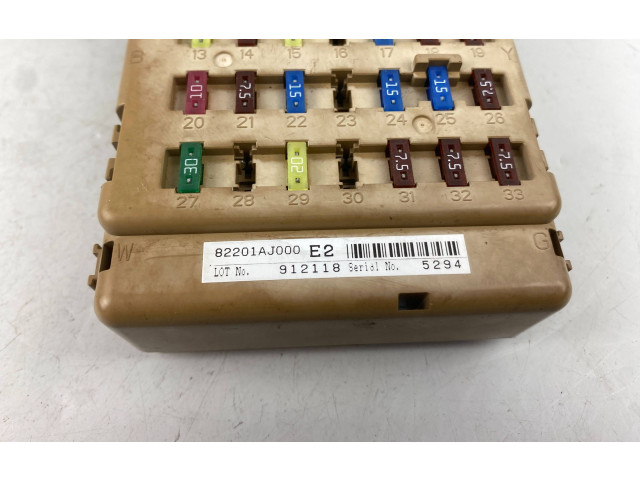 S 13 14 15 16 17 18 19 Y
10 7.5 15 15 15 7.5
20 21 22 23 24 25 26
30 20 7.5 7.5 7.5
27 28 29 30 31 32 33
W G
82201AJ000 E2
LOT No. 912118 Serial No. 5294